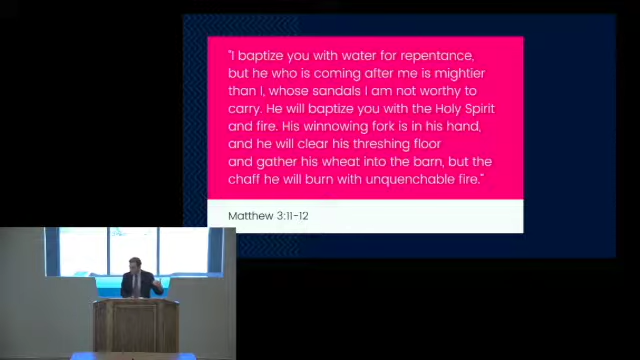 "I baptize you with water for repentance,
but he who is coming after me is mightier
than I, whose sandals I am not worthy to
carry. He will baptize you with the Holy Spirit
and fire. His winnowing fork is in his hand,
and he will clear his threshing floor
and gather his wheat into the barn, but the
chaff he will burn with unquenchable fire."
Matthew 3:11-12